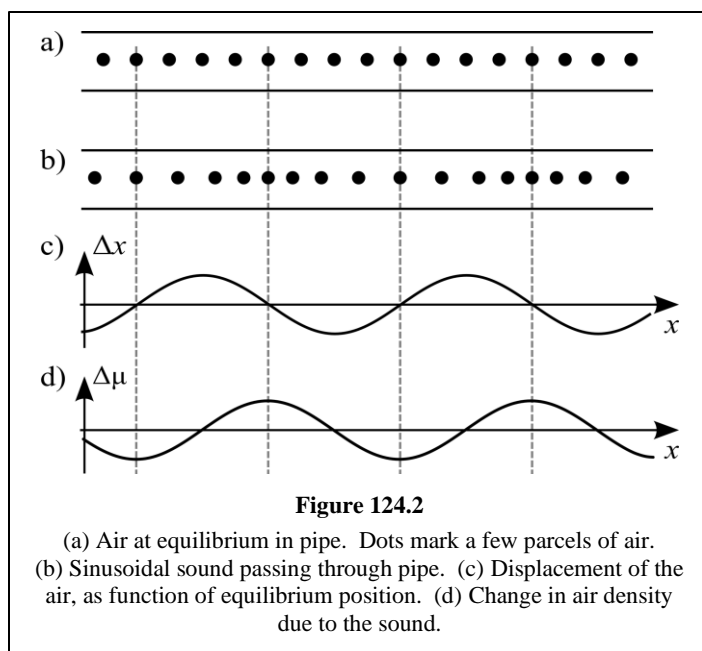 a)
b)
c) Δx
x
d) Δμ
x
Figure 124.2
(a) Air at equilibrium in pipe. Dots mark a few parcels of air.
(b) Sinusoidal sound passing through pipe. (c) Displacement of the
air, as function of equilibrium position. (d) Change in air density
due to the sound.